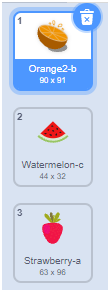 1
Orange2-b
90 x 91
2
Watermelon-c
44 x 32
3
Strawberry-a
63 x 96